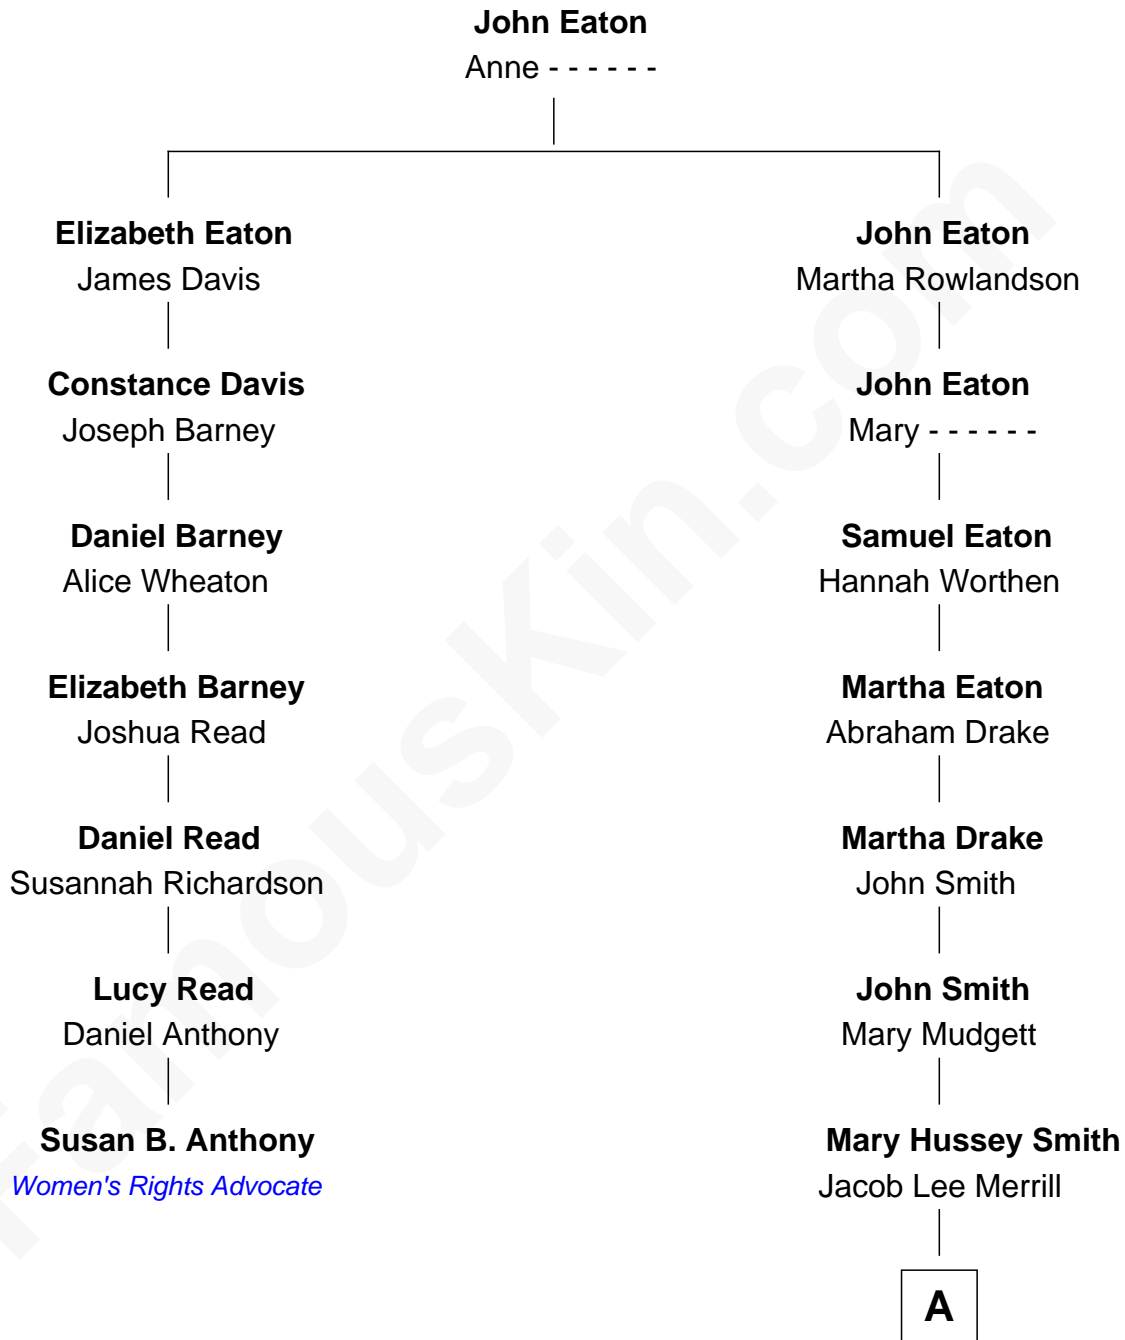 John Eaton
Anne - - - - - -
Elizabeth Eaton
James Davis
John Eaton
Martha Rowlandson
Constance Davis
Joseph Barney
John Eaton
Mary - - - - - -
Daniel Barney
Alice Wheaton
Samuel Eaton
Hannah Worthen
Elizabeth Barney
Joshua Read
Martha Eaton
Abraham Drake
Daniel Read
Susannah Richardson
Martha Drake
John Smith
Lucy Read
Daniel Anthony
John Smith
Mary Mudgett
Susan B. Anthony
Women's Rights Advocate
Mary Hussey Smith
Jacob Lee Merrill
A
FamousKin.com